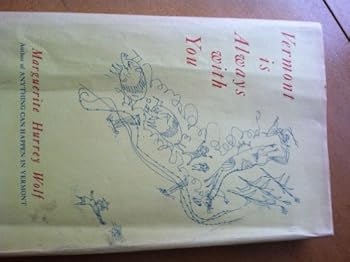 Vermont
is
Always
with
You
Marguerite Hurrey Wolf
Author of ANYTHING CAN HAPPEN IN VERMONT